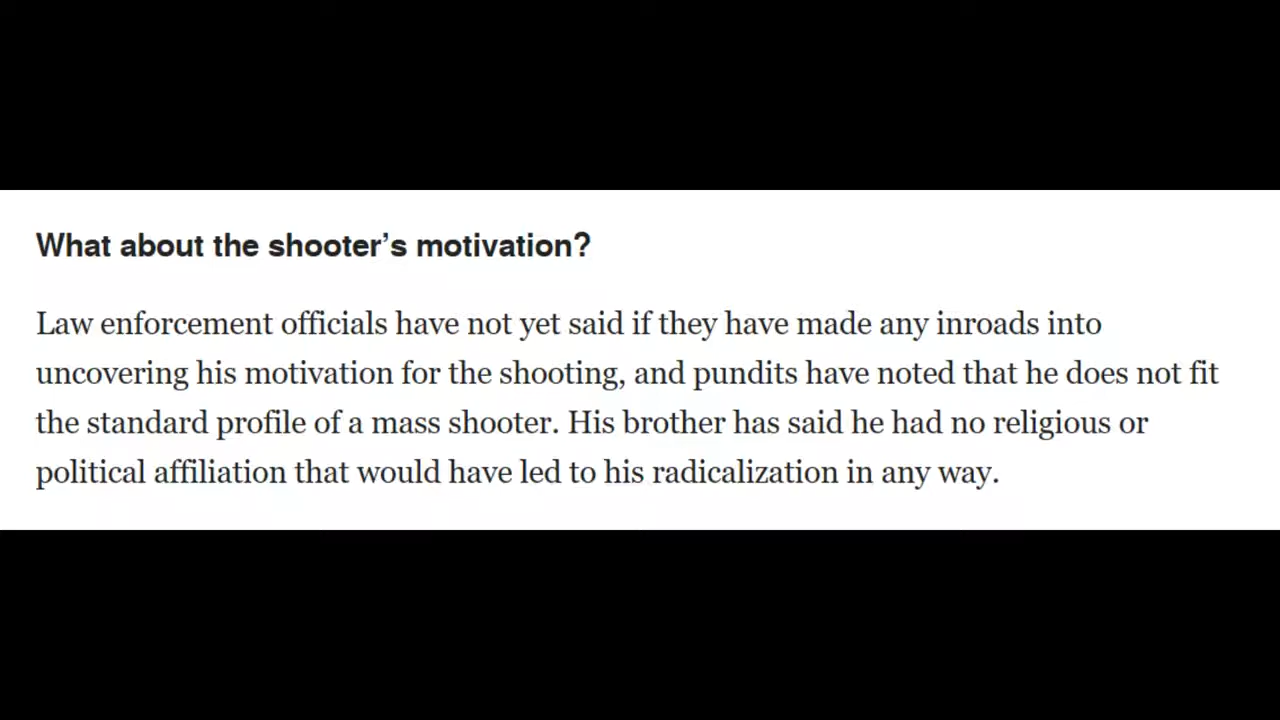 What about the shooter’s motivation?
Law enforcement officials have not yet said if they have made any inroads into
uncovering his motivation for the shooting, and pundits have noted that he does not fit
the standard profile of a mass shooter. His brother has said he had no religious or
political affiliation that would have led to his radicalization in any way.